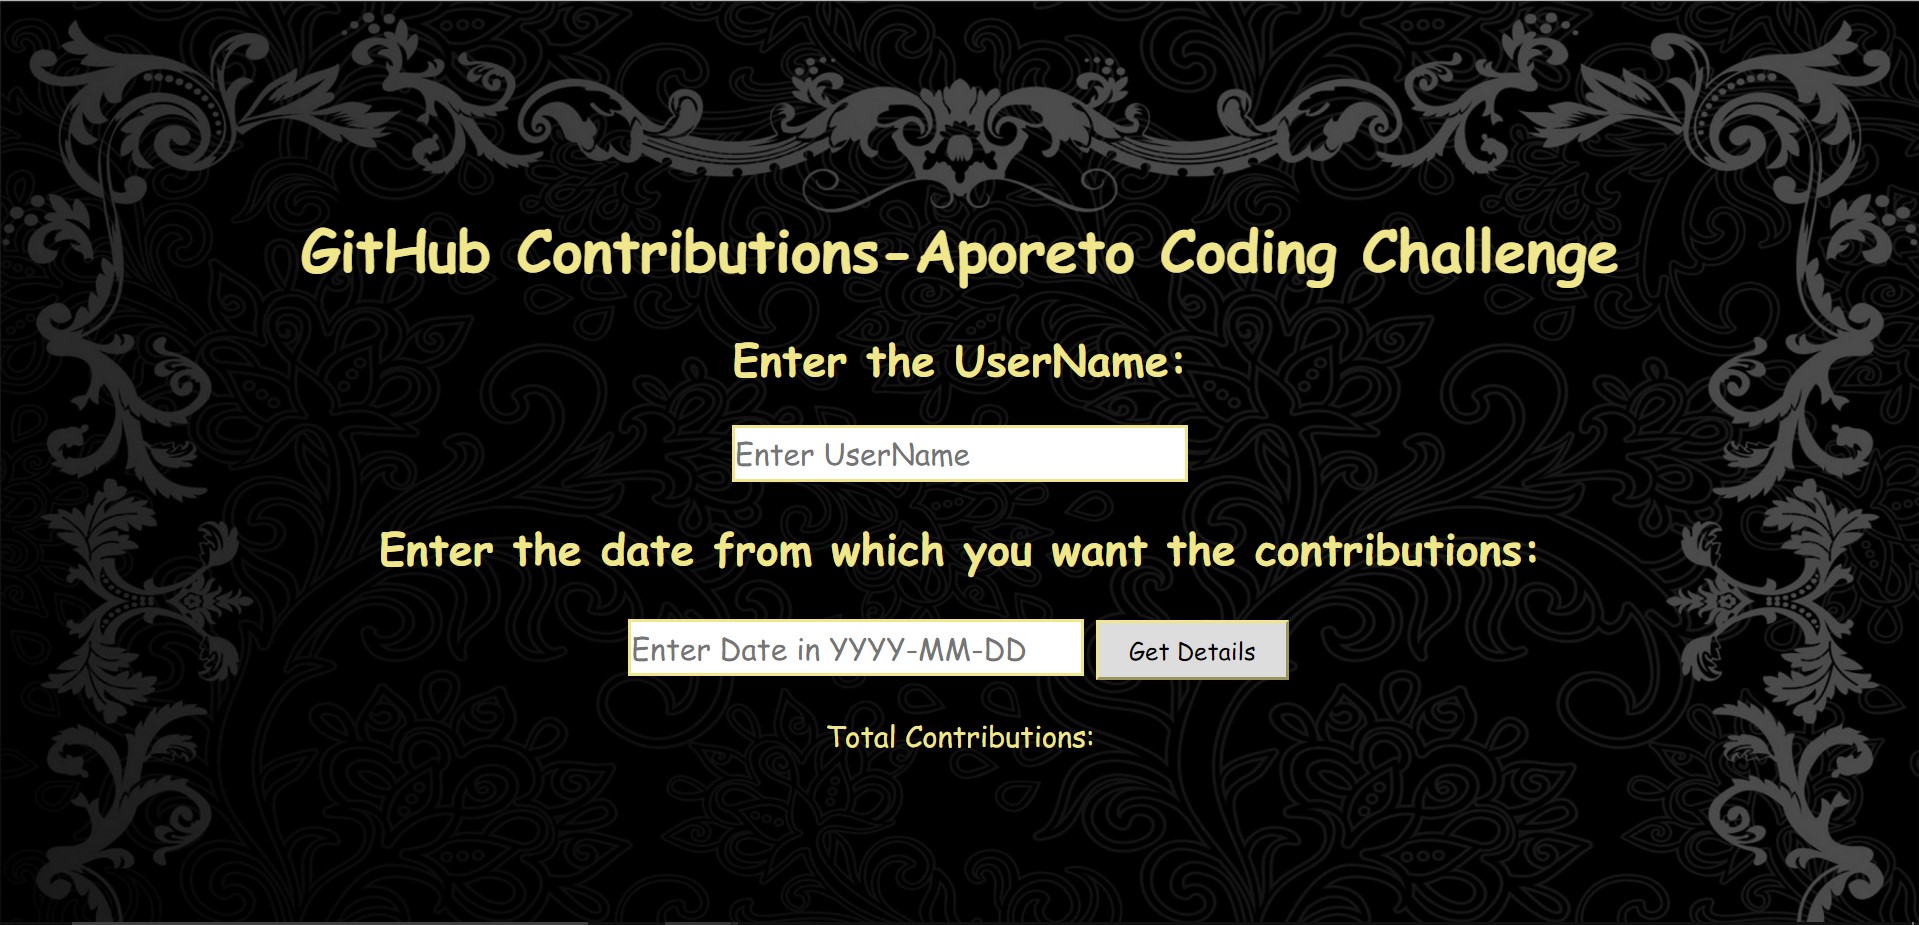 GitHub Contributions-Aporeto Coding Challenge
Enter the UserName:
Enter UserName
Enter the date from which you want the contributions:
Enter Date in YYYY-MM-DD Get Details
Total Contributions: